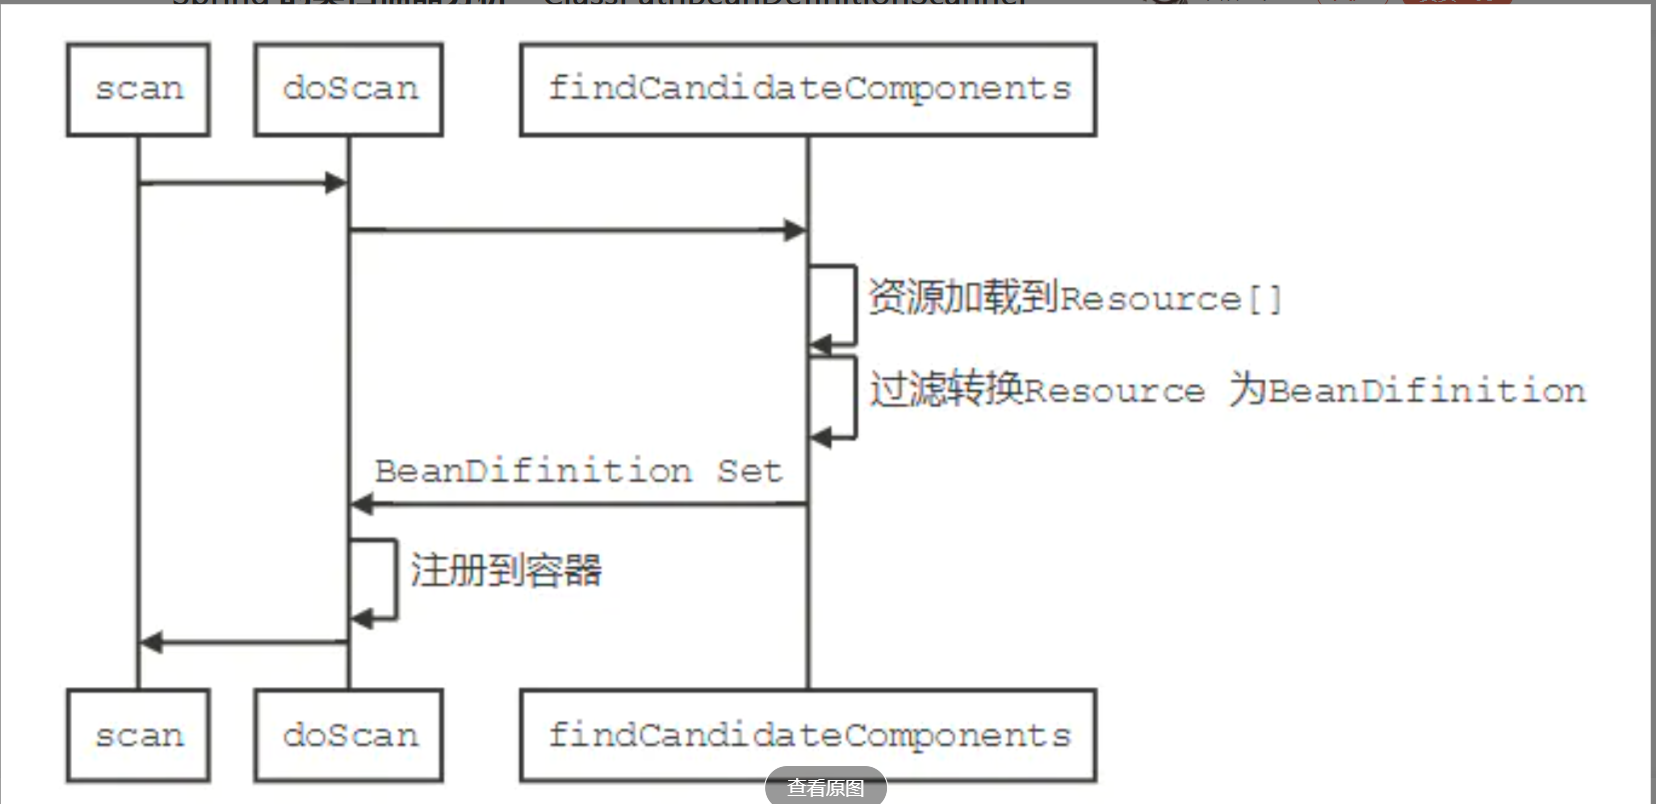 scan
doScan
findCandidateComponents
资源加载到Resource[]
过滤转换Resource 为BeanDifinition
BeanDifinition Set
注册到容器
scan
doScan
findCandidateComponents
查看原图